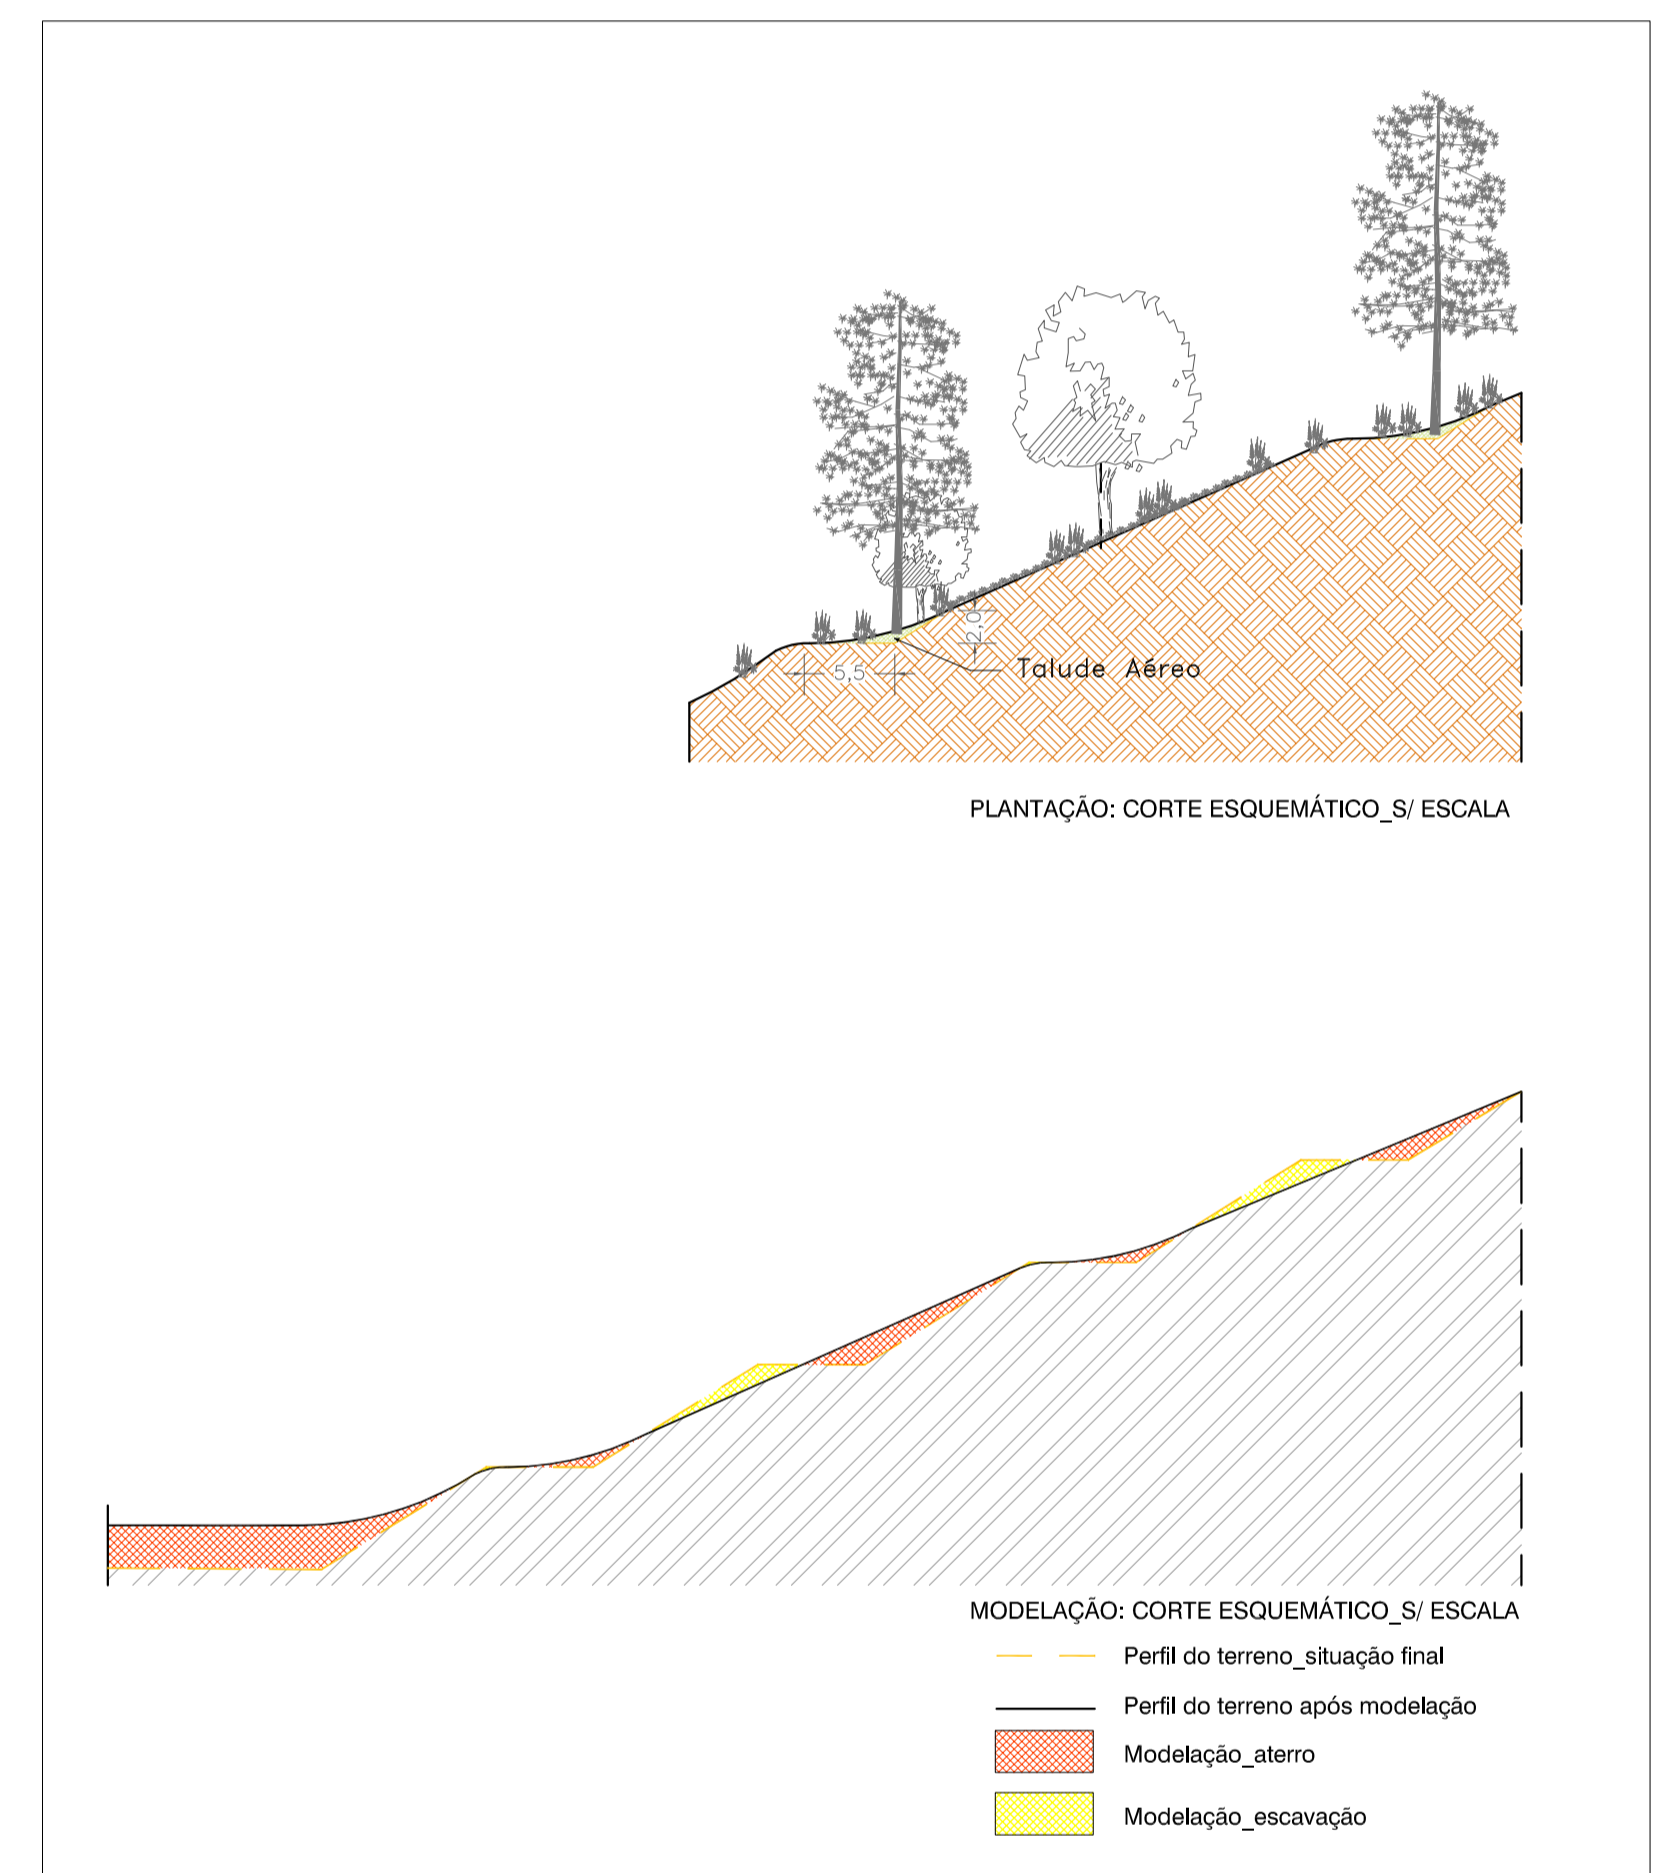 2,0
5,5
Talude Aéreo
PLANTAÇÃO: CORTE ESQUEMÁTICO_S/ ESCALA
MODELAÇÃO: CORTE ESQUEMÁTICO_S/ ESCALA
Perfil do terreno_situação final
Perfil do terreno após modelação
Modelação_aterro
Modelação_escavação